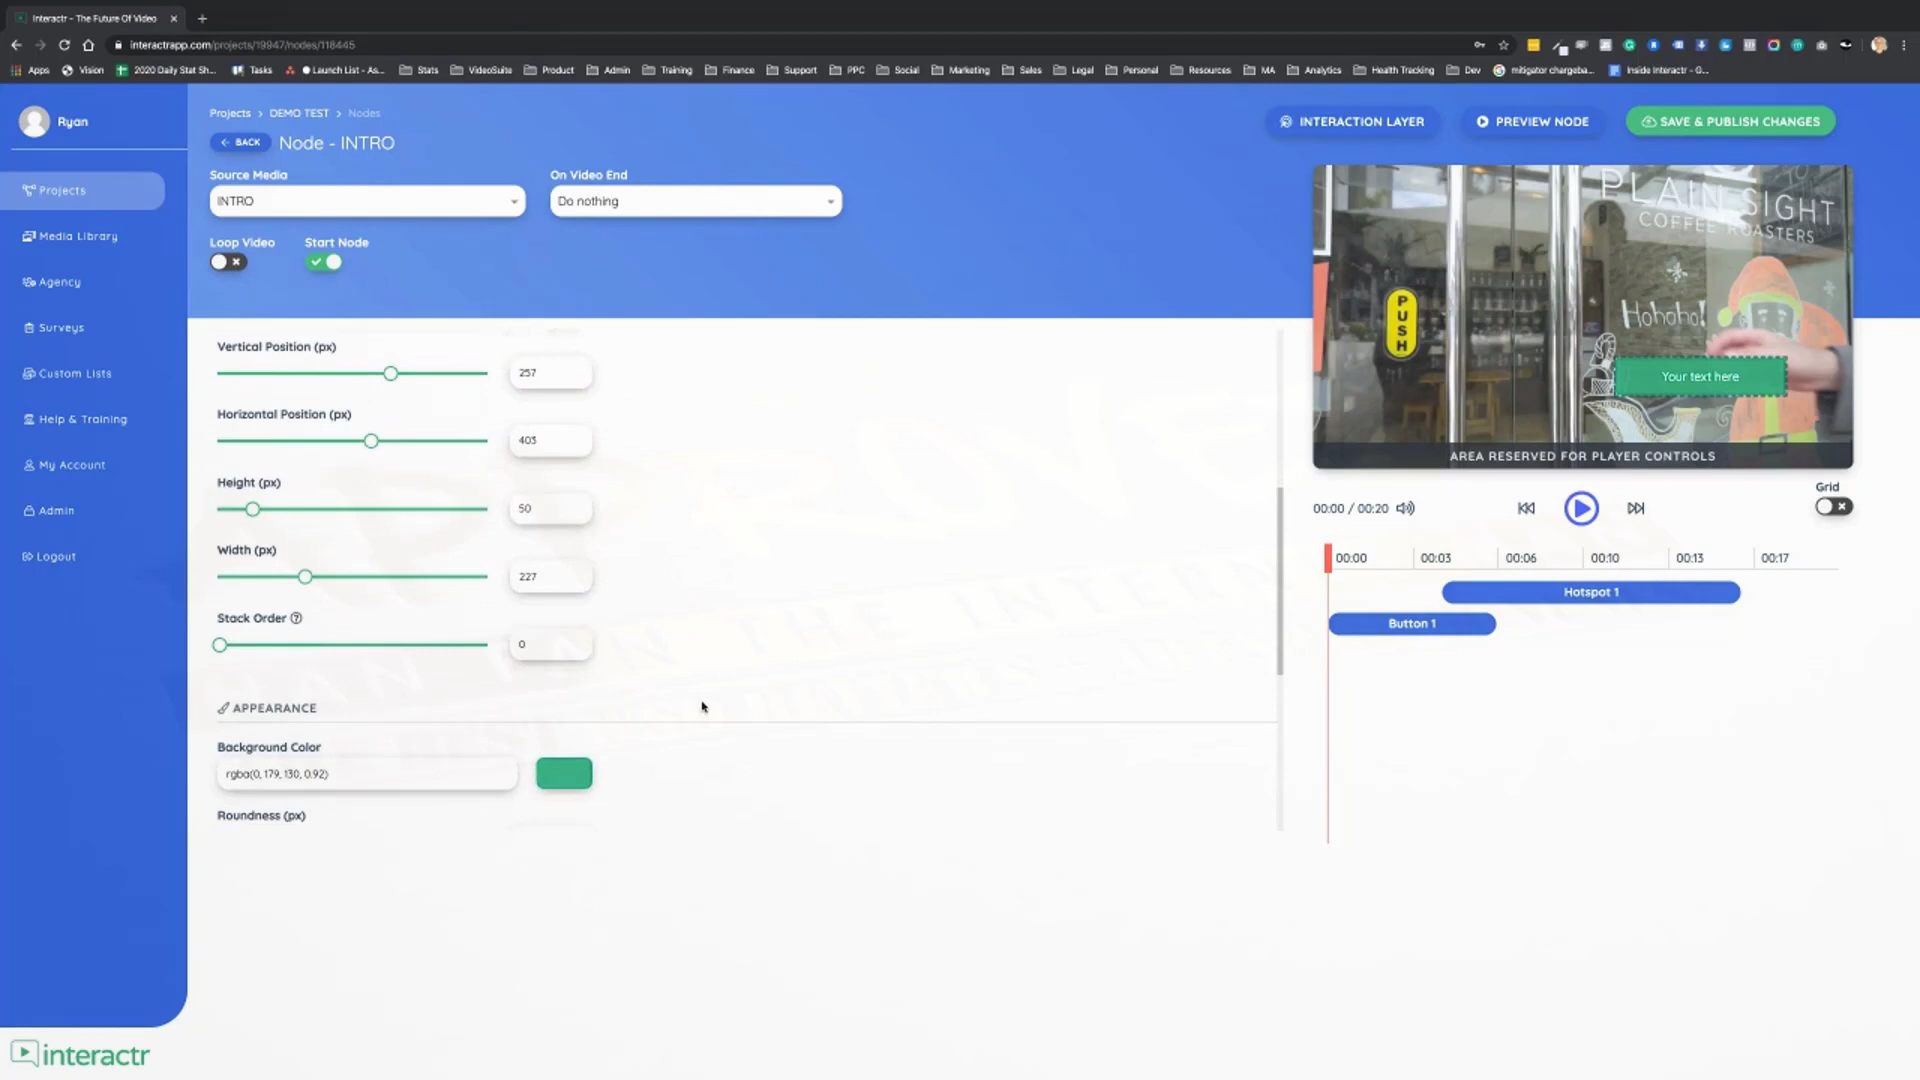 Interactr - The Future Of Video
interactrapp.com/projects/19947/nodes/118445
Apps Vision 2020 Daily Stat Sh... Tasks Launch List - As... Stats VideoSuite Product Admin Training Finance Support PPC Social Marketing Sales Legal Personal Resources MA Analytics Health Tracking Dev mitigator chargeba... Inside Interactr - G...
Ryan
Projects
Media Library
Agency
Surveys
Custom Lists
Help & Training
My Account
Admin
Logout
interactr
Projects > DEMO TEST > Nodes
BACK Node - INTRO
INTERACTION LAYER PREVIEW NODE SAVE & PUBLISH CHANGES
Source Media On Video End
INTRO Do nothing
Loop Video Start Node
Vertical Position (px)
257
Horizontal Position (px)
403
Height (px)
50
Width (px)
227
Stack Order
0
APPEARANCE
Background Color
rgba(0, 179, 130, 0.92)
Roundness (px)
PLAIN SIGHT
COFFEE ROASTERS
PUSH
Hohoho!
Your text here
AREA RESERVED FOR PLAYER CONTROLS
Grid
00:00 / 00:20
00:00 00:03 00:06 00:10 00:13 00:17
Hotspot 1
Button 1